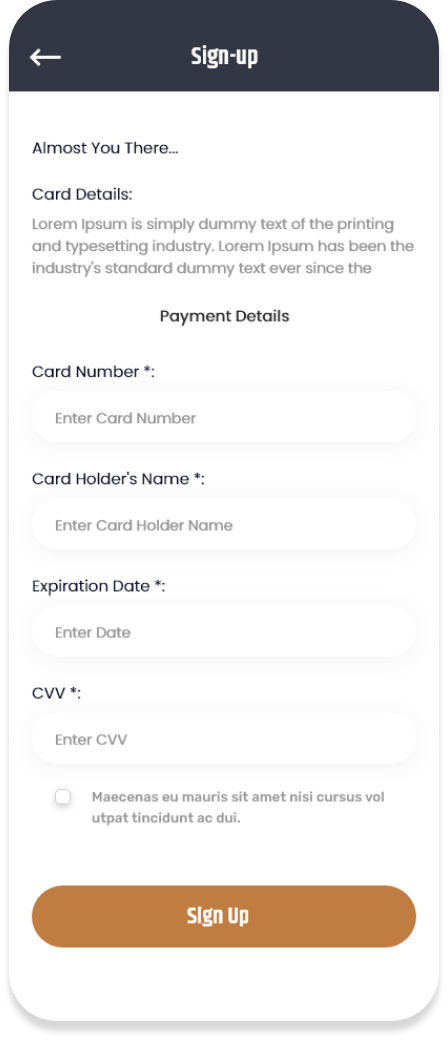 Sign-up
Almost You There...
Card Details:
Lorem Ipsum is simply dummy text of the printing
and typesetting industry. Lorem Ipsum has been the
industry's standard dummy text ever since the
Payment Details
Card Number *:
Enter Card Number
Card Holder's Name *:
Enter Card Holder Name
Expiration Date *:
Enter Date
CVV *:
Enter CVV
Maecenas eu mauris sit amet nisi cursus vol
utpat tincidunt ac dui.
Sign Up